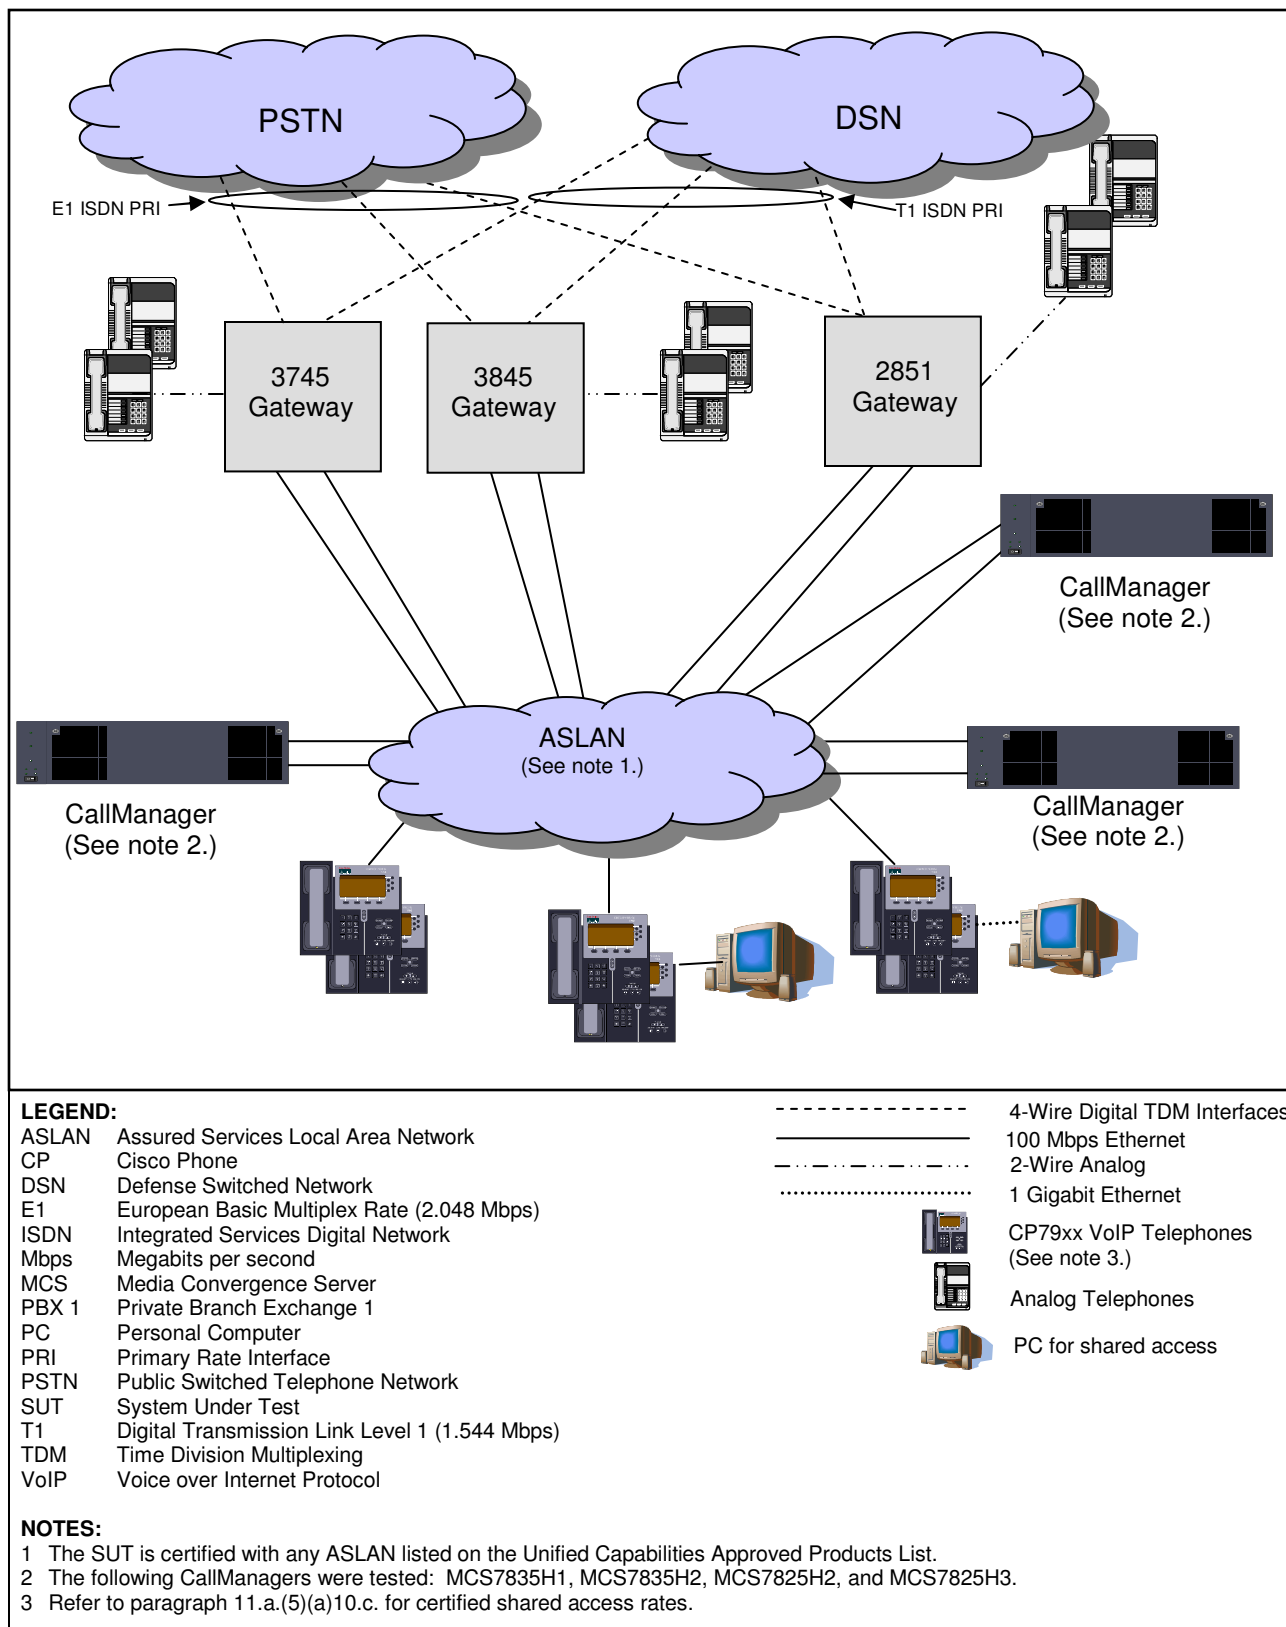 PSTN
DSN
E1 ISDN PRI
T1 ISDN PRI
3745
Gateway
3845
Gateway
2851
Gateway
CallManager
(See note 2.)
ASLAN
(See note 1.)
CallManager
(See note 2.)
CallManager
(See note 2.)
LEGEND:
ASLAN Assured Services Local Area Network
CP Cisco Phone
DSN Defense Switched Network
E1 European Basic Multiplex Rate (2.048 Mbps)
ISDN Integrated Services Digital Network
Mbps Megabits per second
MCS Media Convergence Server
PBX 1 Private Branch Exchange 1
PC Personal Computer
PRI Primary Rate Interface
PSTN Public Switched Telephone Network
SUT System Under Test
T1 Digital Transmission Link Level 1 (1.544 Mbps)
TDM Time Division Multiplexing
VoIP Voice over Internet Protocol
4-Wire Digital TDM Interfaces
100 Mbps Ethernet
2-Wire Analog
1 Gigabit Ethernet
CP79xx VoIP Telephones
(See note 3.)
Analog Telephones
PC for shared access
NOTES:
1 The SUT is certified with any ASLAN listed on the Unified Capabilities Approved Products List.
2 The following CallManagers were tested: MCS7835H1, MCS7835H2, MCS7825H2, and MCS7825H3.
3 Refer to paragraph 11.a.(5)(a)10.c. for certified shared access rates.